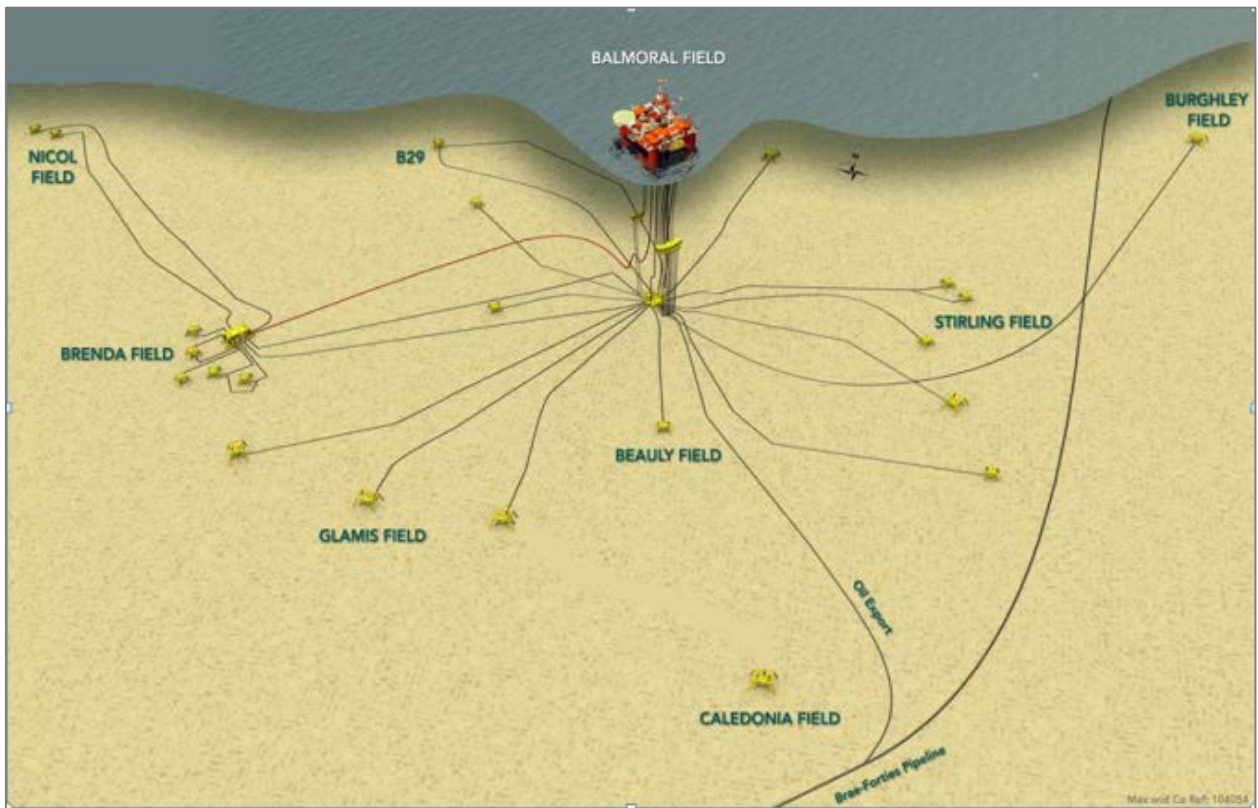 BALMORAL FIELD
BURGHLEY
FIELD
NICOL
FIELD
B29
N
STIRLING FIELD
BRENDA FIELD
BEAULY FIELD
GLAMIS FIELD
Oil Export
CALEDONIA FIELD
Brae-Forties Pipeline